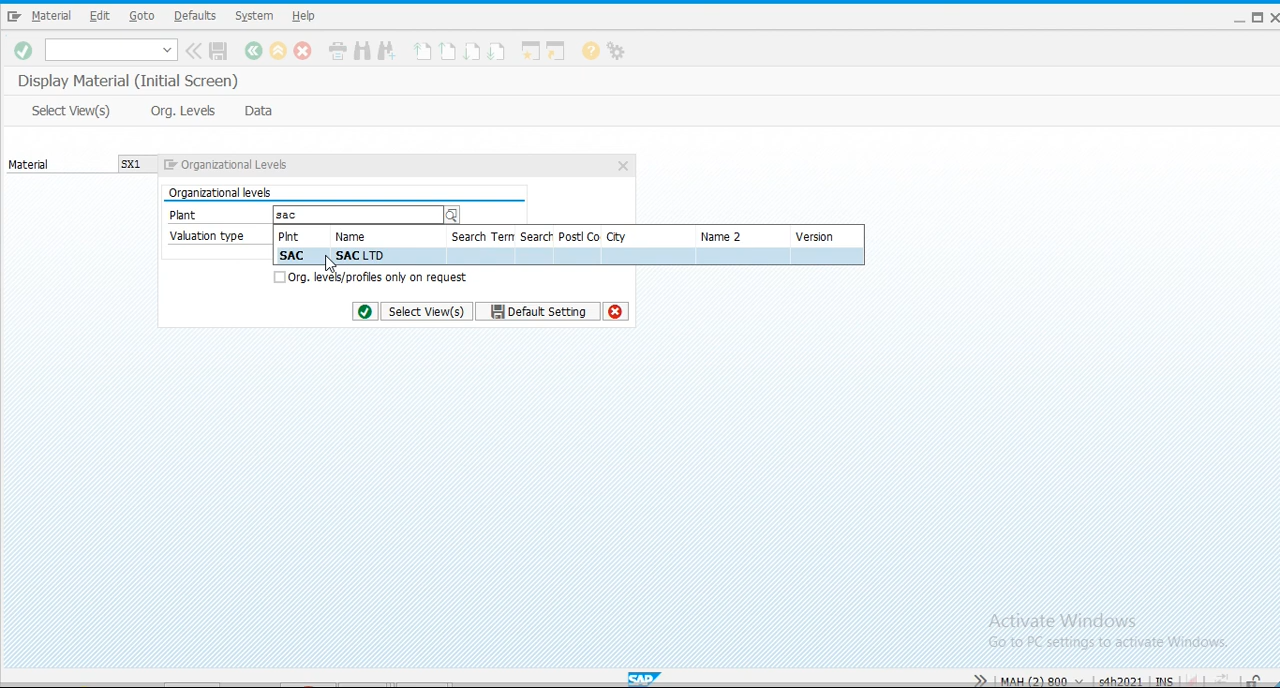 Material Edit Goto Defaults System Help
Display Material (Initial Screen)
Select View(s) Org. Levels Data
Material SX1 Organizational Levels
Organizational levels
Plant sac
Valuation type Plnt Name Search Term Search Postl Co City Name 2 Version
SAC SAC LTD
Org. levels/profiles only on request
Select View(s) Default Setting
Activate Windows
Go to PC settings to activate Windows.
SAP MAH (2) 800 s4h2021 INS